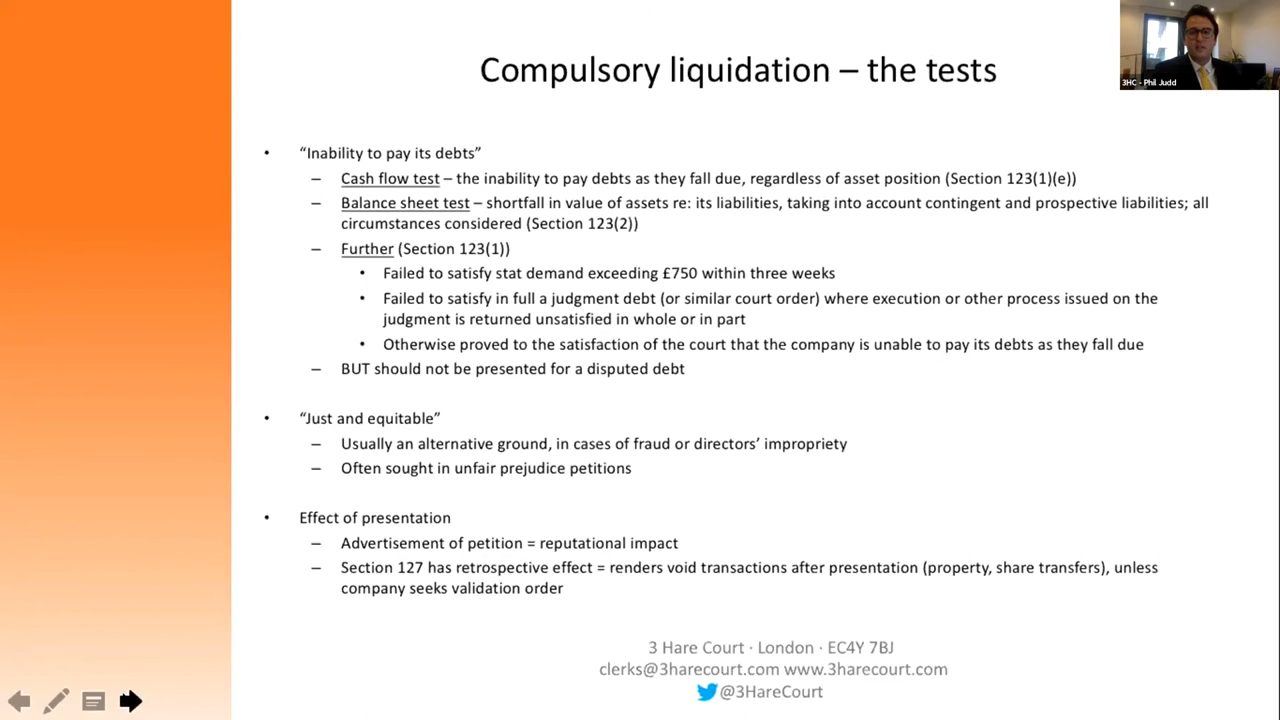 Compulsory liquidation – the tests
3HC - Phil Judd
• “Inability to pay its debts”
– Cash flow test – the inability to pay debts as they fall due, regardless of asset position (Section 123(1)(e))
– Balance sheet test – shortfall in value of assets re: its liabilities, taking into account contingent and prospective liabilities; all
circumstances considered (Section 123(2))
– Further (Section 123(1))
• Failed to satisfy stat demand exceeding £750 within three weeks
• Failed to satisfy in full a judgment debt (or similar court order) where execution or other process issued on the
judgment is returned unsatisfied in whole or in part
• Otherwise proved to the satisfaction of the court that the company is unable to pay its debts as they fall due
– BUT should not be presented for a disputed debt
• “Just and equitable”
– Usually an alternative ground, in cases of fraud or directors’ impropriety
– Often sought in unfair prejudice petitions
• Effect of presentation
– Advertisement of petition = reputational impact
– Section 127 has retrospective effect = renders void transactions after presentation (property, share transfers), unless
company seeks validation order
3 Hare Court · London · EC4Y 7BJ
clerks@3harecourt.com www.3harecourt.com
@3HareCourt